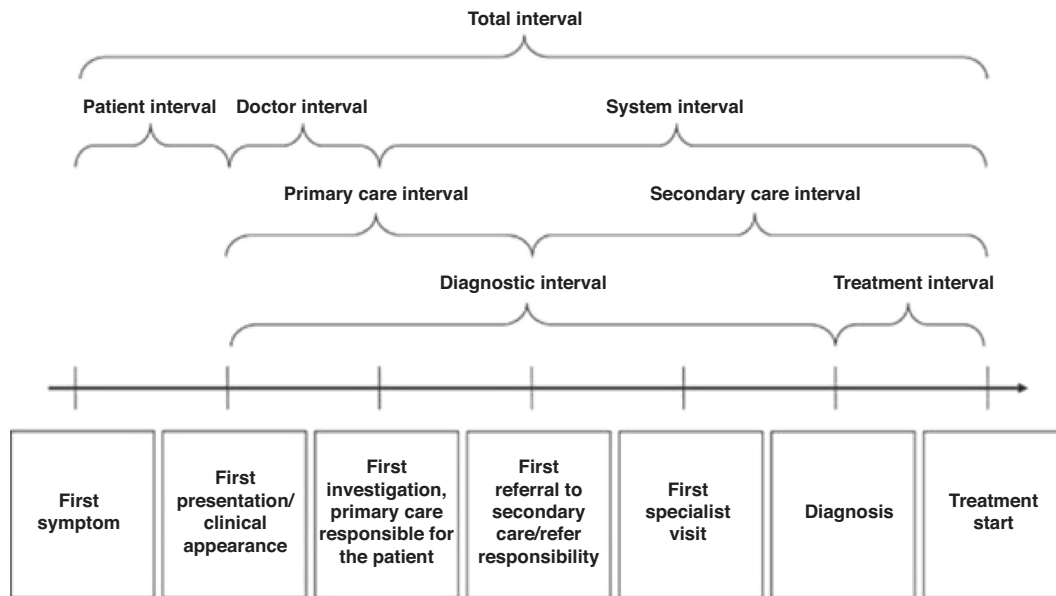 Total interval
Patient interval
Doctor interval
System interval
Primary care interval
Secondary care interval
Diagnostic interval
Treatment interval
First
symptom
First
presentation/
clinical
appearance
First
investigation,
primary care
responsible for
the patient
First
referral to
secondary
care/refer
responsibility
First
specialist
visit
Diagnosis
Treatment
start